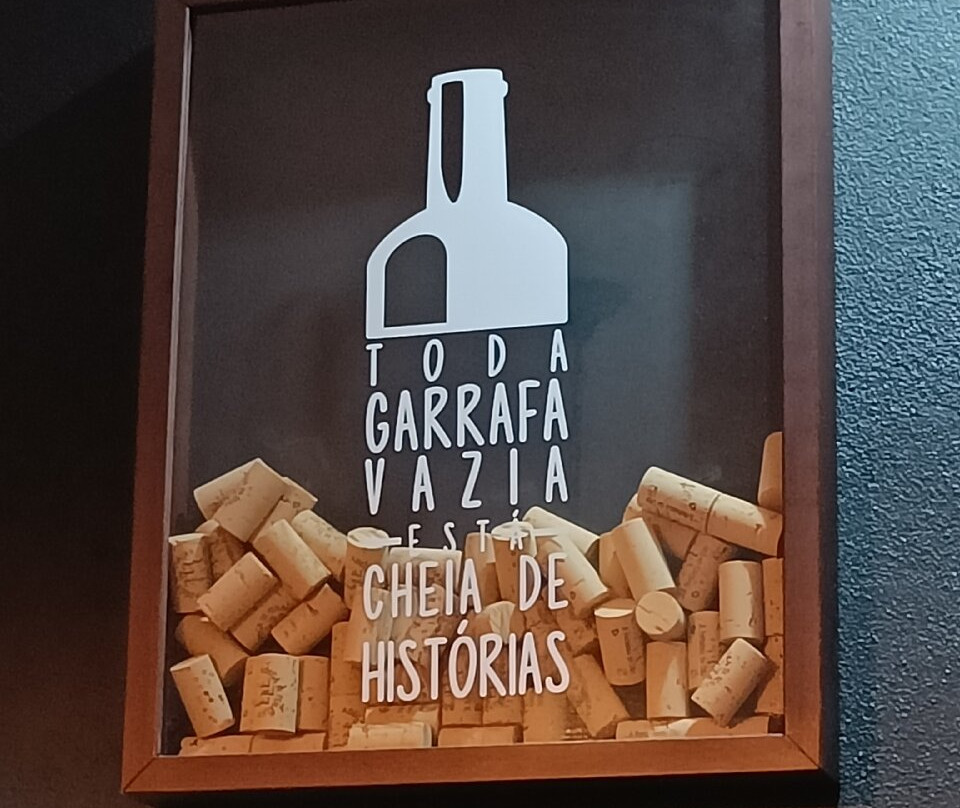 TODA
GARRAFA
VAZIA
ESTÁ
CHEIA DE
HISTÓRIAS